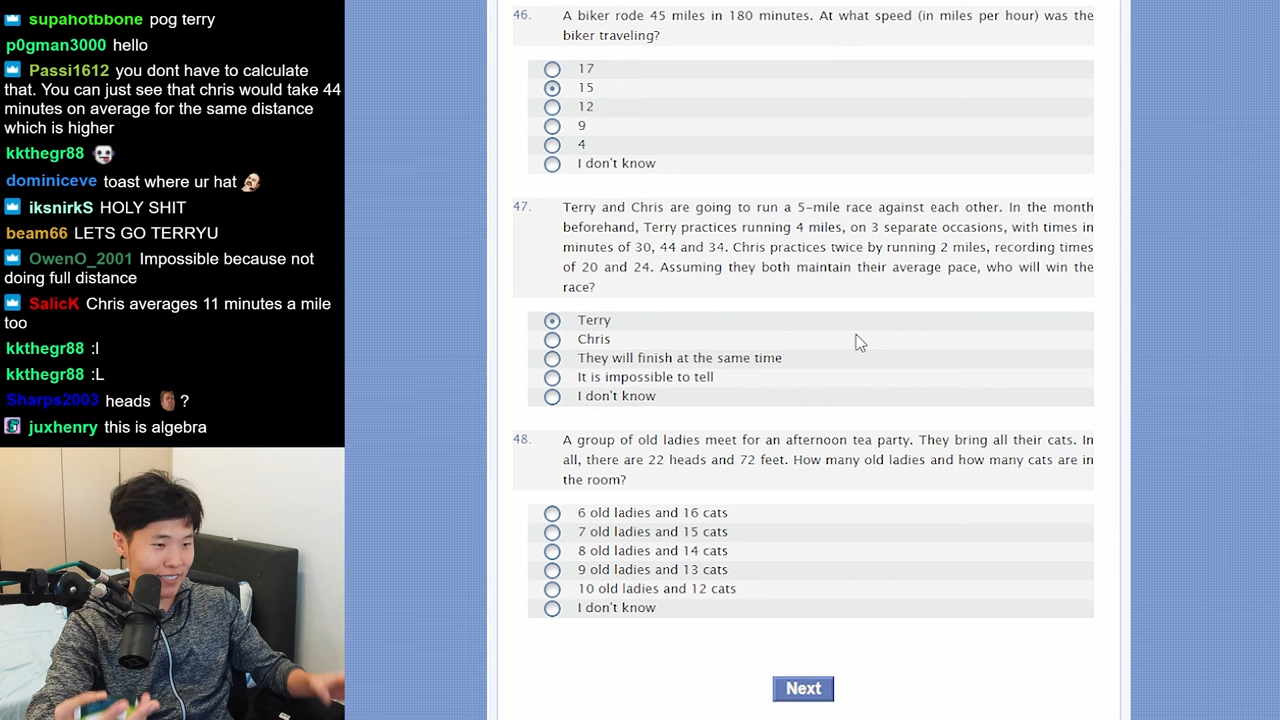 supahotbbone pog terry
p0gman3000 hello
Passi1612 you dont have to calculate
that. You can just see that chris would take 44
minutes on average for the same distance
which is higher
kkthegr88
dominiceve toast where ur hat
iksnirkS HOLY SHIT
beam66 LETS GO TERRYU
OwenO_2001 Impossible because not
doing full distance
SalicK Chris averages 11 minutes a mile
too
kkthegr88 :l
kkthegr88 :L
Sharps2003 heads ?
juxhenry this is algebra
46. A biker rode 45 miles in 180 minutes. At what speed (in miles per hour) was the
biker traveling?
17
15
12
9
4
I don't know
47. Terry and Chris are going to run a 5-mile race against each other. In the month
beforehand, Terry practices running 4 miles, on 3 separate occasions, with times in
minutes of 30, 44 and 34. Chris practices twice by running 2 miles, recording times
of 20 and 24. Assuming they both maintain their average pace, who will win the
race?
Terry
Chris
They will finish at the same time
It is impossible to tell
I don't know
48. A group of old ladies meet for an afternoon tea party. They bring all their cats. In
all, there are 22 heads and 72 feet. How many old ladies and how many cats are in
the room?
6 old ladies and 16 cats
7 old ladies and 15 cats
8 old ladies and 14 cats
9 old ladies and 13 cats
10 old ladies and 12 cats
I don't know
Next